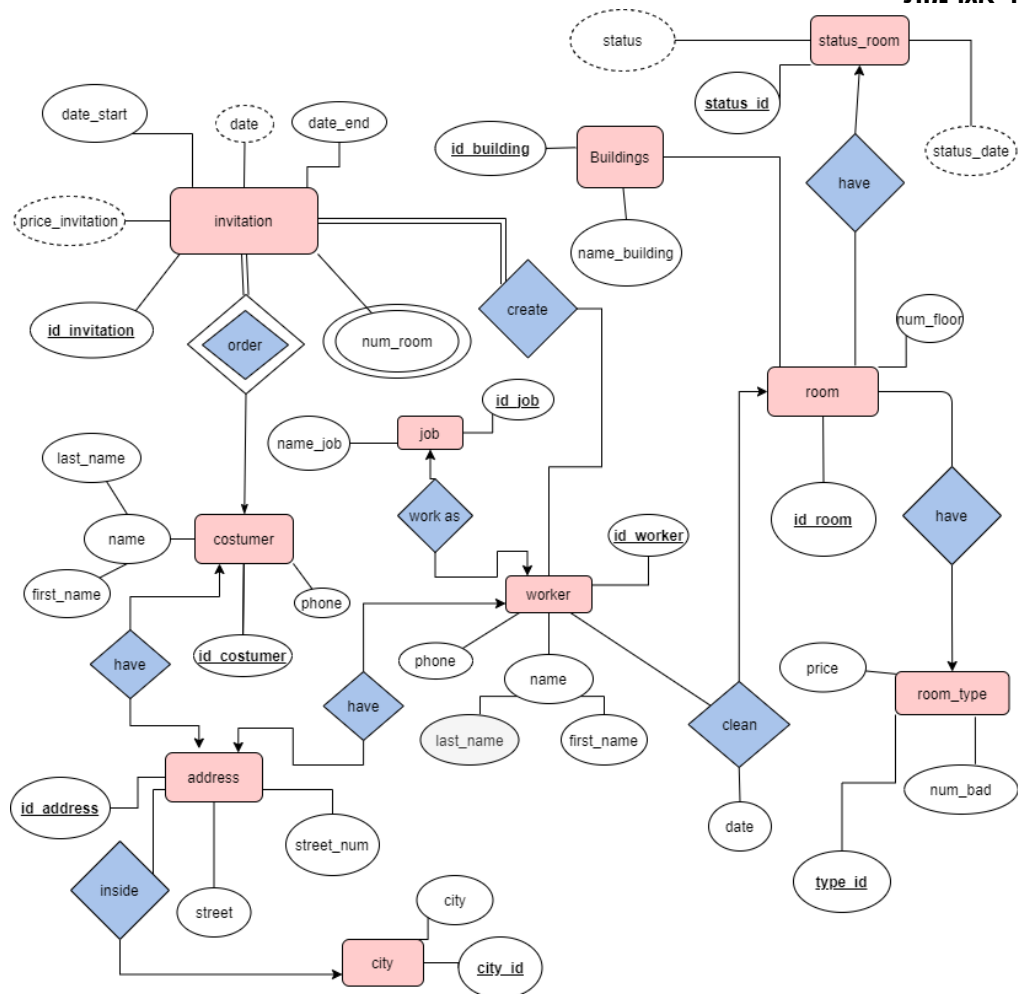 status
status_room
date_start
date
date_end
status_id
id_building
Buildings
status_date
have
price_invitation
invitation
name_building
create
id_invitation
order
num_room
num_floor
room
id_job
job
name_job
last_name
work as
id_room
have
name
costumer
id_worker
first_name
phone
worker
id_costumer
have
phone
name
price
room_type
have
last_name
first_name
clean
address
num_bad
id_address
street_num
date
inside
type_id
street
city
city
city_id